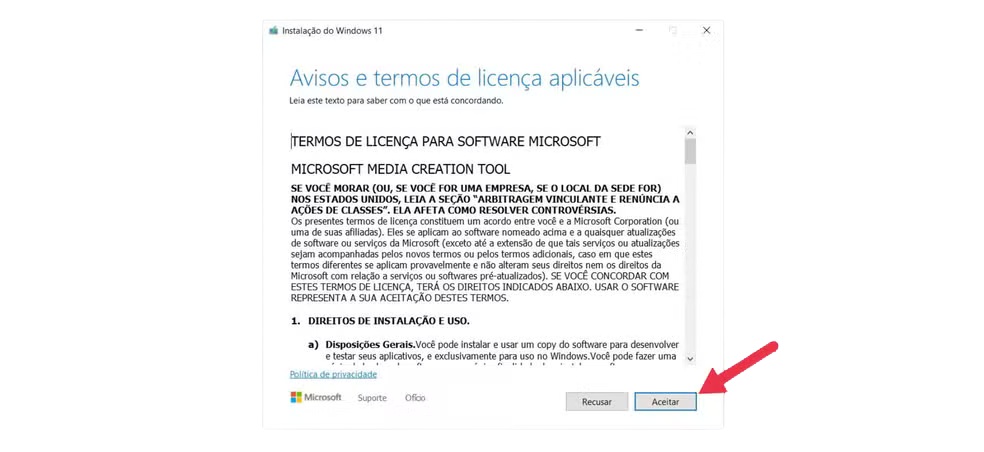 Instalação do Windows 11
Avisos e termos de licença aplicáveis
Leia este texto para saber com o que está concordando.
TERMOS DE LICENÇA PARA SOFTWARE MICROSOFT
MICROSOFT MEDIA CREATION TOOL
SE VOCÊ MORAR (OU, SE VOCÊ FOR UMA EMPRESA, SE O LOCAL DA SEDE FOR)
NOS ESTADOS UNIDOS, LEIA A SEÇÃO “ARBITRAGEM VINCULANTE E RENÚNCIA A
AÇÕES DE CLASSES”. ELA AFETA COMO RESOLVER CONTROVÉRSIAS.
Os presentes termos de licença constituem um acordo entre você e a Microsoft Corporation (ou
uma de suas afiliadas). Eles se aplicam ao software nomeado acima e a quaisquer atualizações
de software ou serviços da Microsoft (exceto até a extensão de que tais serviços ou atualizações
sejam acompanhadas pelos novos termos ou pelos termos adicionais, caso em que estes
termos diferentes se aplicam provavelmente e não alteram seus direitos nem os direitos da
Microsoft com relação a serviços ou softwares pré-atualizados). SE VOCÊ CONCORDAR COM
ESTES TERMOS DE LICENÇA, TERÁ OS DIREITOS INDICADOS ABAIXO. USAR O SOFTWARE
REPRESENTA A SUA ACEITAÇÃO DESTES TERMOS.
1. DIREITOS DE INSTALAÇÃO E USO.
a) Disposições Gerais.Você pode instalar e usar um copy do software para desenvolver
e testar seus aplicativos, e exclusivamente para uso no Windows.Você pode fazer uma
Política de privacidade
Microsoft Suporte Ofício
Recusar Aceitar